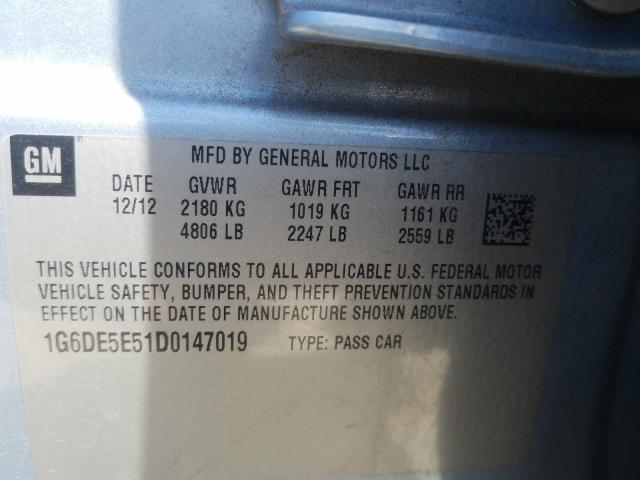 GM
MFD BY GENERAL MOTORS LLC
DATE GVWR GAWR FRT GAWR RR
12/12 2180 KG 1019 KG 1161 KG
4806 LB 2247 LB 2559 LB
THIS VEHICLE CONFORMS TO ALL APPLICABLE U.S. FEDERAL MOTOR
VEHICLE SAFETY, BUMPER, AND THEFT PREVENTION STANDARDS IN
EFFECT ON THE DATE OF MANUFACTURE SHOWN ABOVE.
1G6DE5E51D0147019 TYPE: PASS CAR